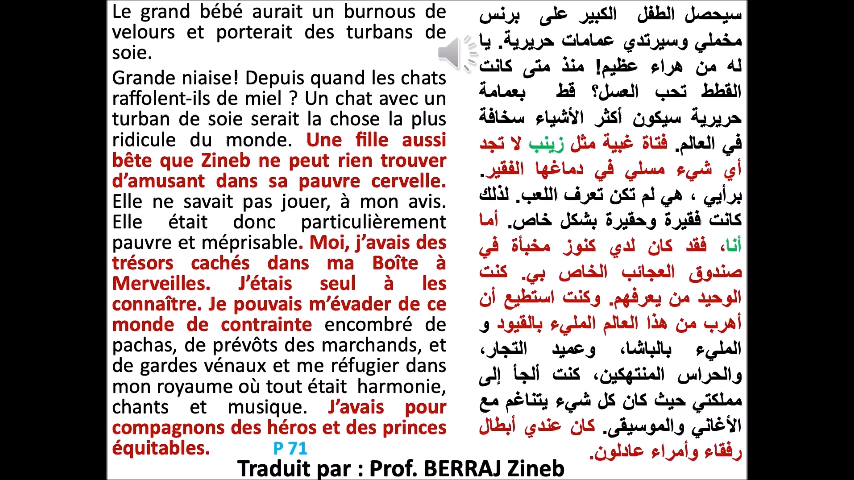 Le grand bébé aurait un burnous de
velours et porterait des turbans de
soie.
Grande niaise! Depuis quand les chats
raffolent-ils de miel ? Un chat avec un
turban de soie serait la chose la plus
ridicule du monde. Une fille aussi
bête que Zineb ne peut rien trouver
d’amusant dans sa pauvre cervelle.
Elle ne savait pas jouer, à mon avis.
Elle était donc particulièrement
pauvre et méprisable. Moi, j’avais des
trésors cachés dans ma Boîte à
Merveilles. J’étais seul à les
connaître. Je pouvais m’évader de ce
monde de contrainte encombré de
pachas, de prévôts des marchands, et
de gardes vénaux et me réfugier dans
mon royaume où tout était harmonie,
chants et musique. J’avais pour
compagnons des héros et des princes
équitables. P 71
سيحصل الطفل الكبير على برنس
مخملي وسيرتدي عمامات حريرية. يا
له من هراء عظيم! منذ متى كانت
القطط تحب العسل؟ قط بعمامة
حريرية سيكون أكثر الأشياء سخافة
في العالم. فتاة غبية مثل زينب لا تجد
أي شيء مسلي في دماغها الفقير.
برأيي ، هي لم تكن تعرف اللعب. لذلك
كانت فقيرة وحقيرة بشكل خاص. أما
أنا، فقد كان لدي كنوز مخبأة في
صندوق العجائب الخاص بي. كنت
الوحيد من يعرفهم. وكنت استطيع أن
أهرب من هذا العالم المليء بالقيود و
المليء بالباشا، وعميد التجار،
والحراس المنتهكين، كنت ألجأ إلى
مملكتي حيث كان كل شيء يتناغم مع
الأغاني والموسيقى. كان عندي أبطال
رفقاء وأمراء عادلون.
Traduit par : Prof. BERRAJ Zineb